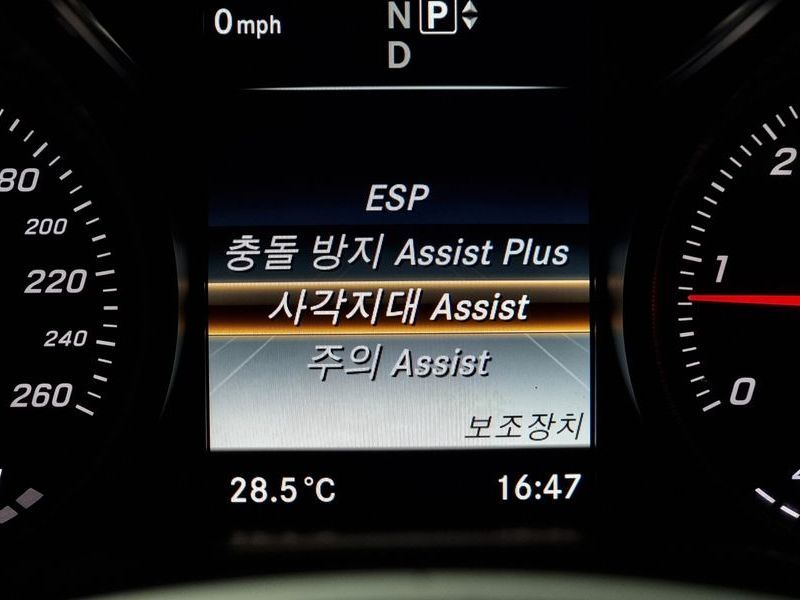 0 mph
N P
D
ESP
충돌 방지 Assist Plus
사각지대 Assist
주의 Assist
보조장치
28.5 °C
16:47
80
200
220
240
260
2
1
0